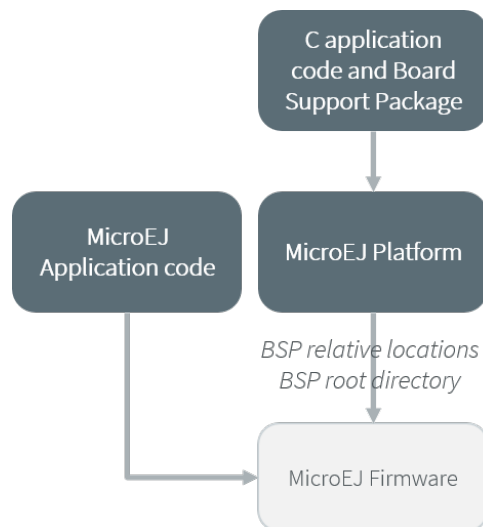 C application
code and Board
Support Package
MicroEJ
Application code
MicroEJ Platform
BSP relative locations
BSP root directory
MicroEJ Firmware